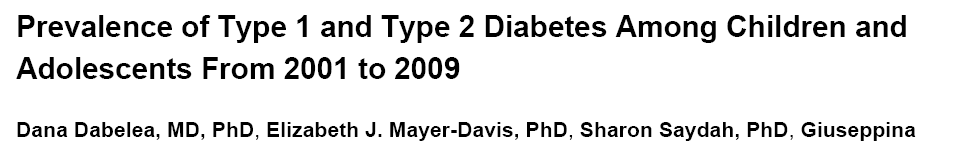 Prevalence of Type 1 and Type 2 Diabetes Among Children and
Adolescents From 2001 to 2009
Dana Dabelea, MD, PhD, Elizabeth J. Mayer-Davis, PhD, Sharon Saydah, PhD, Giuseppina